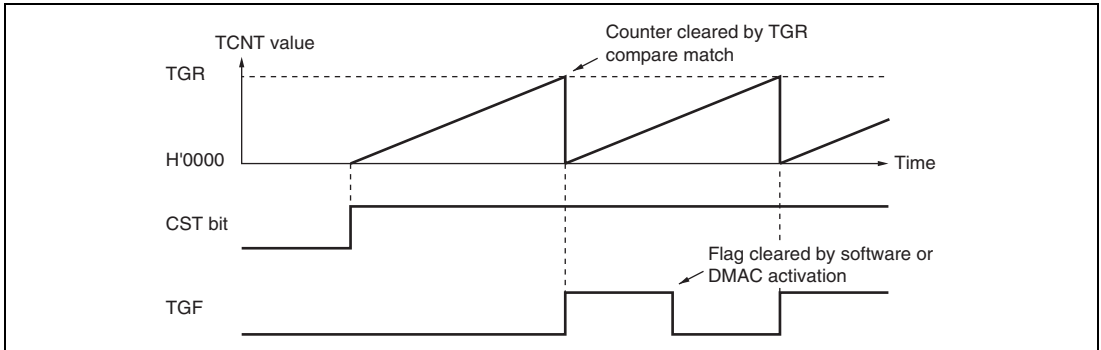 Counter cleared by TGR
compare match
TCNT value
TGR
H'0000
Time
CST bit
Flag cleared by software or
DMAC activation
TGF